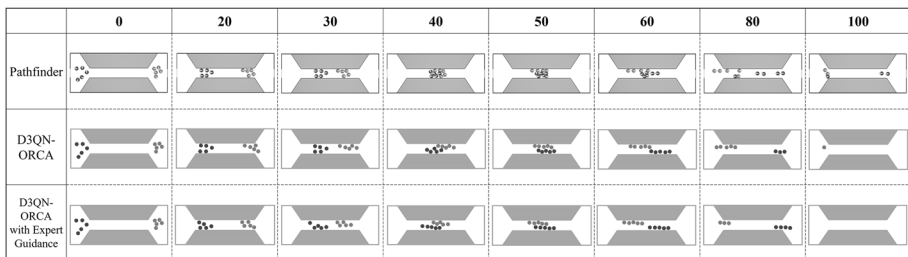 0 20 30 40 50 60 80 100
Pathfinder
D3QN-
ORCA
D3QN-
ORCA
with Expert
Guidance